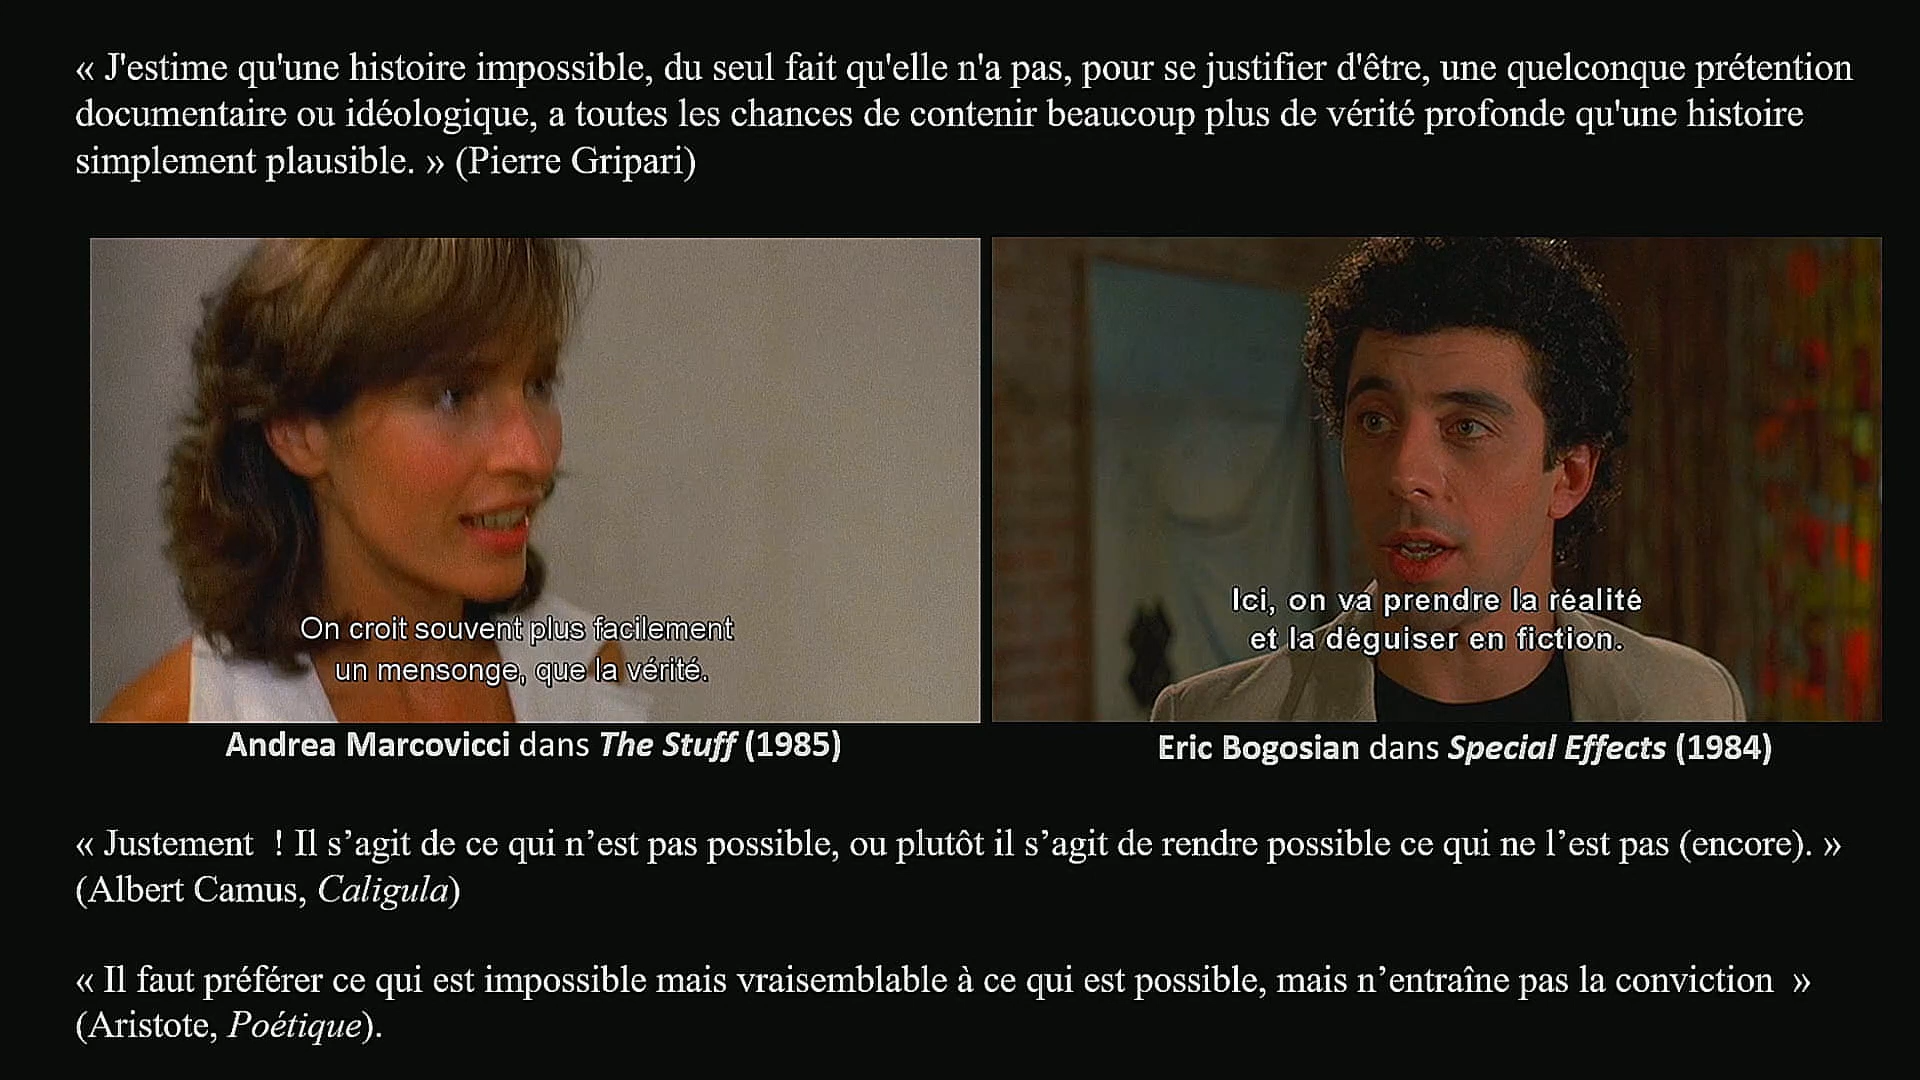 « J'estime qu'une histoire impossible, du seul fait qu'elle n'a pas, pour se justifier d'être, une quelconque prétention
documentaire ou idéologique, a toutes les chances de contenir beaucoup plus de vérité profonde qu'une histoire
simplement plausible. » (Pierre Gripari)
On croit souvent plus facilement
un mensonge, que la vérité.
Ici, on va prendre la réalité
et la déguiser en fiction.
Andrea Marcovicci dans The Stuff (1985)
Eric Bogosian dans Special Effects (1984)
« Justement  ! Il s’agit de ce qui n’est pas possible, ou plutôt il s’agit de rendre possible ce qui ne l’est pas (encore). »
(Albert Camus, Caligula)
« Il faut préférer ce qui est impossible mais vraisemblable à ce qui est possible, mais n’entraîne pas la conviction  »
(Aristote, Poétique).